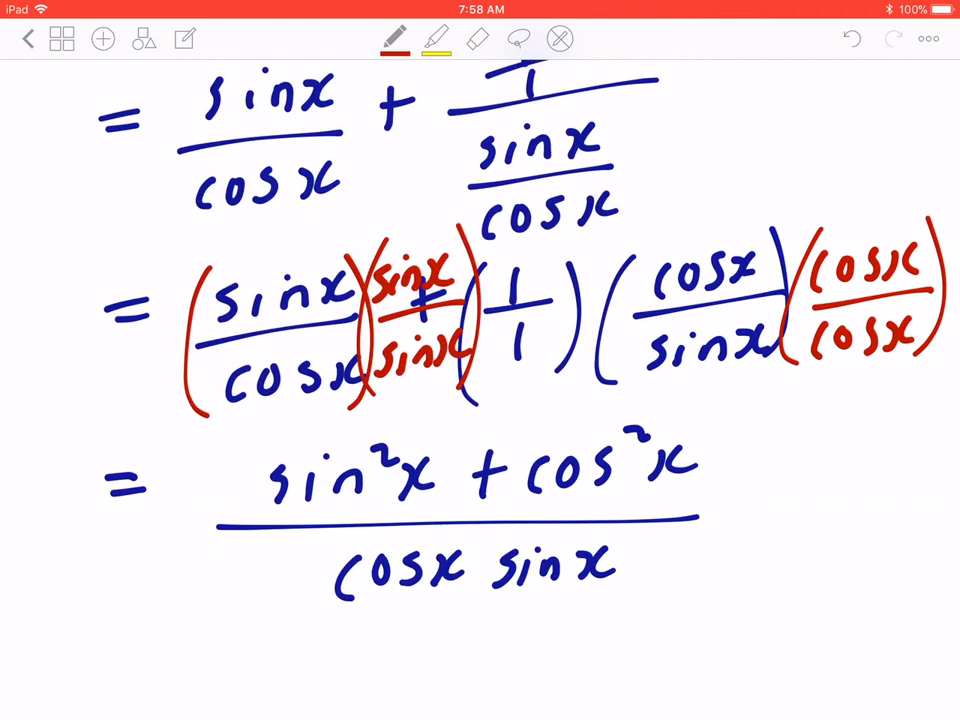 iPad 7:58 AM 100%
= sinx/cosx + (1/1)/(sinx/cosx)
= (sinx/cosx)(sinx/sinx) + (1/1)(cosx/sinx)(cosx/cosx)
= (sin²x + cos²x)/(cosx sinx)